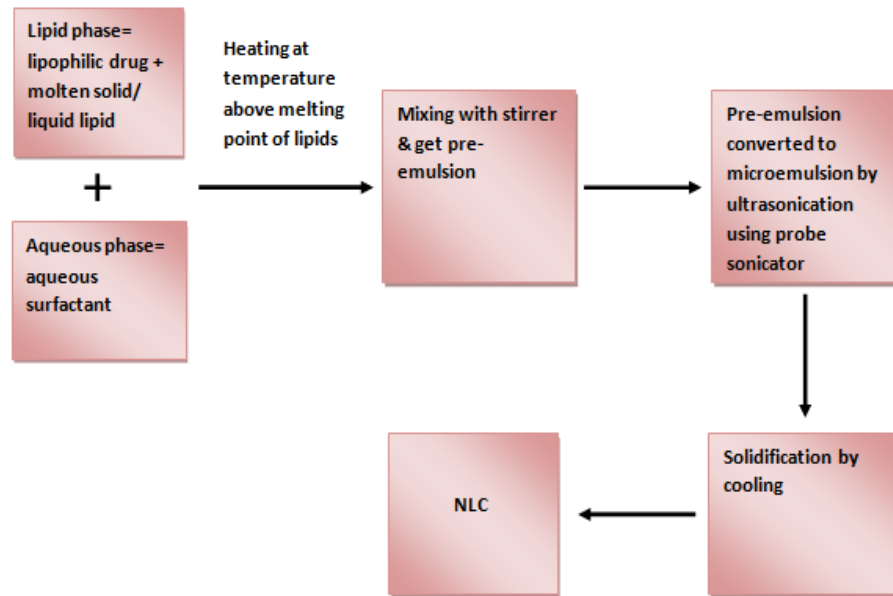 Lipid phase=
lipophilic drug +
molten solid/
liquid lipid
+
Aqueous phase=
aqueous
surfactant
Heating at
temperature
above melting
point of lipids
Mixing with stirrer
& get pre-
emulsion
Pre-emulsion
converted to
microemulsion by
ultrasonication
using probe
sonicator
Solidification by
cooling
NLC